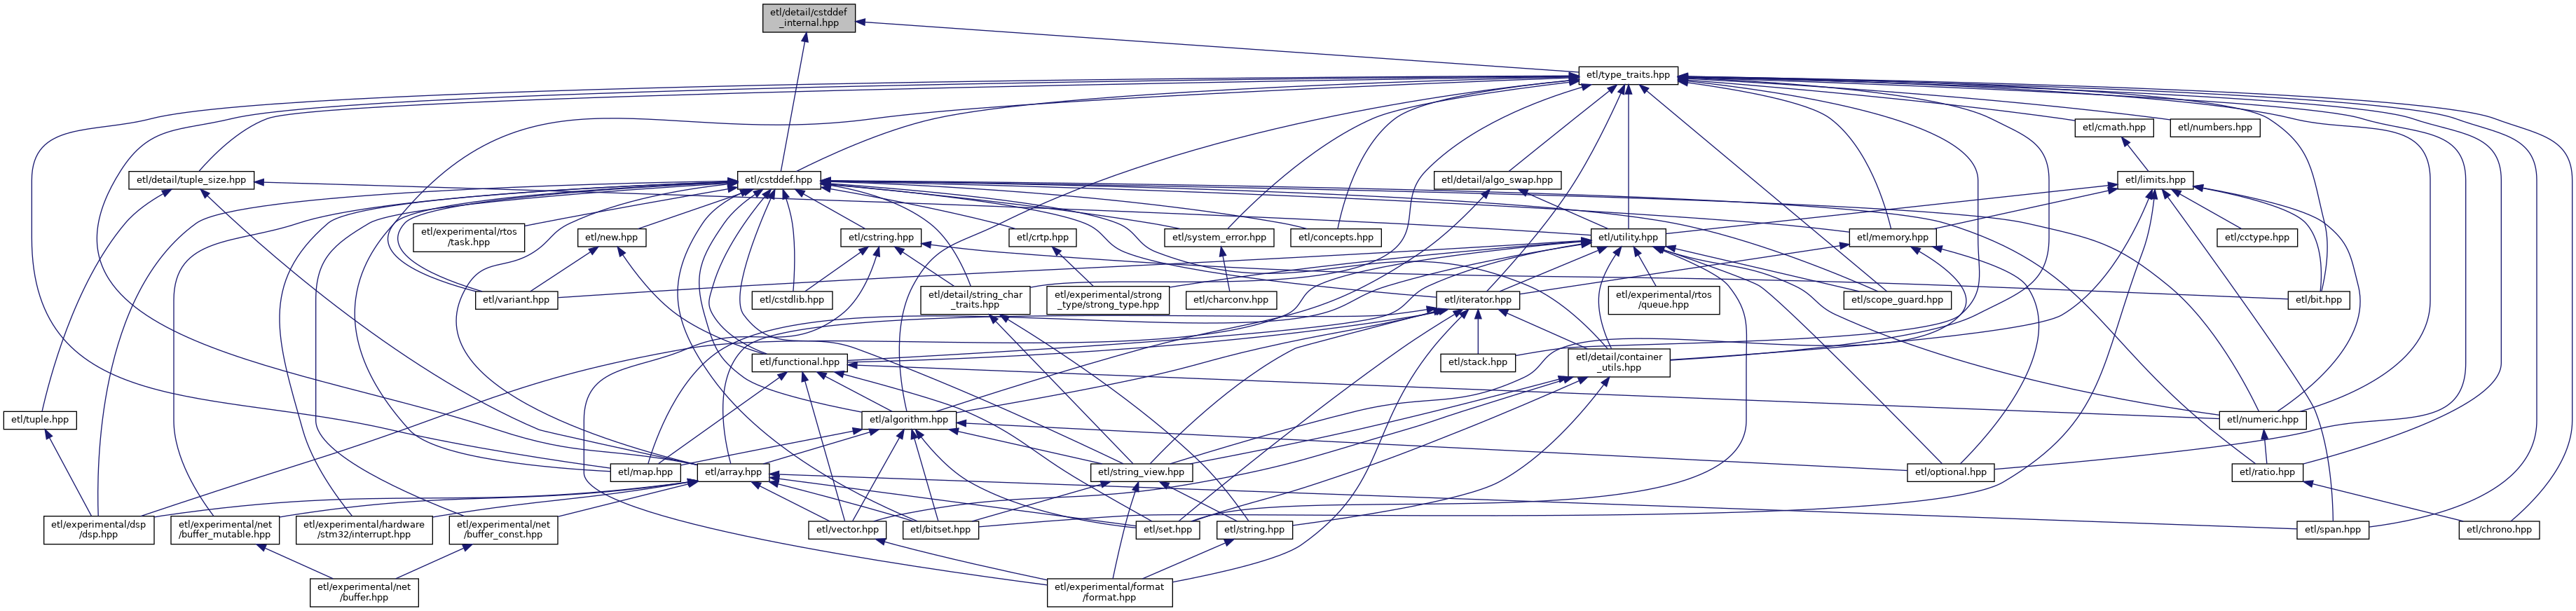 etl/detail/cstddef
_internal.hpp
etl/type_traits.hpp
etl/cmath.hpp
etl/numbers.hpp
etl/detail/tuple_size.hpp
etl/cstddef.hpp
etl/detail/algo_swap.hpp
etl/limits.hpp
etl/experimental/rtos
/task.hpp
etl/new.hpp
etl/cstring.hpp
etl/crtp.hpp
etl/system_error.hpp
etl/concepts.hpp
etl/utility.hpp
etl/memory.hpp
etl/cctype.hpp
etl/variant.hpp
etl/cstdlib.hpp
etl/detail/string_char
_traits.hpp
etl/experimental/strong
_type/strong_type.hpp
etl/charconv.hpp
etl/iterator.hpp
etl/experimental/rtos
/queue.hpp
etl/scope_guard.hpp
etl/bit.hpp
etl/functional.hpp
etl/stack.hpp
etl/detail/container
_utils.hpp
etl/tuple.hpp
etl/algorithm.hpp
etl/numeric.hpp
etl/map.hpp
etl/array.hpp
etl/string_view.hpp
etl/optional.hpp
etl/ratio.hpp
etl/experimental/dsp
/dsp.hpp
etl/experimental/net
/buffer_mutable.hpp
etl/experimental/hardware
/stm32/interrupt.hpp
etl/experimental/net
/buffer_const.hpp
etl/vector.hpp
etl/bitset.hpp
etl/set.hpp
etl/string.hpp
etl/span.hpp
etl/chrono.hpp
etl/experimental/net
/buffer.hpp
etl/experimental/format
/format.hpp